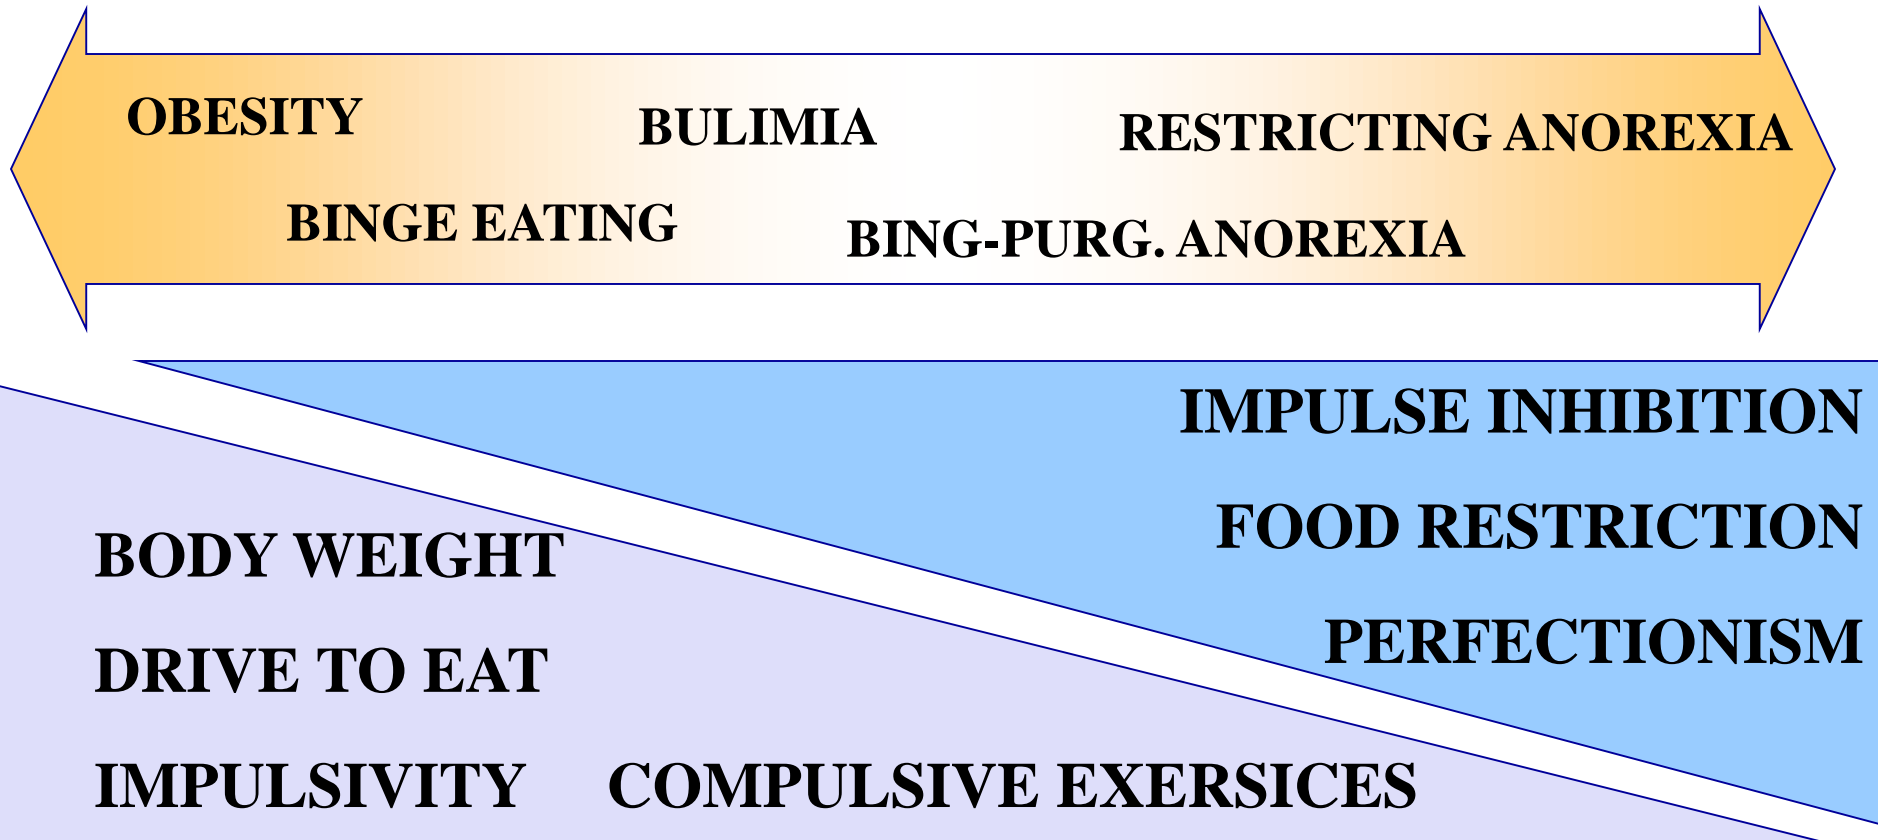 OBESITY BULIMIA RESTRICTING ANOREXIA
BINGE EATING BING-PURG. ANOREXIA
IMPULSE INHIBITION
FOOD RESTRICTION
PERFECTIONISM
BODY WEIGHT
DRIVE TO EAT
IMPULSIVITY COMPULSIVE EXERSICES